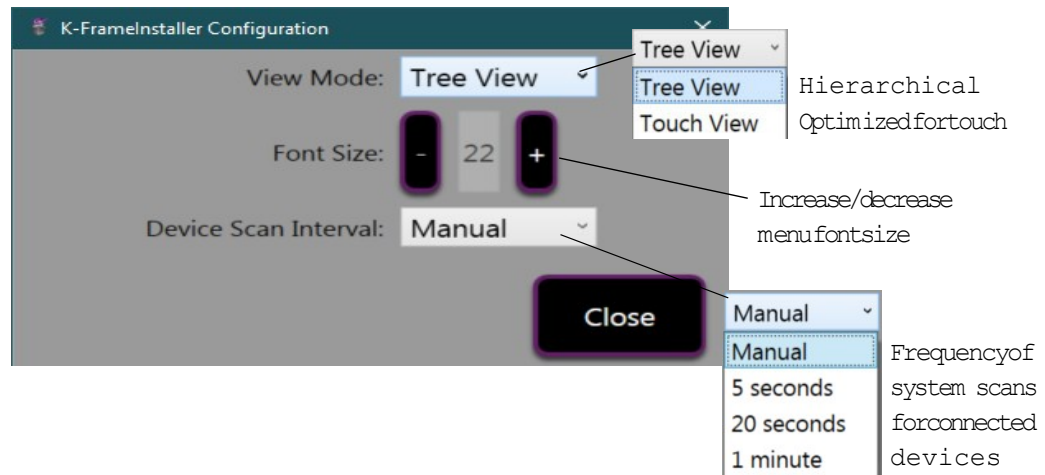 K-FrameInstaller Configuration
View Mode: Tree View
Tree View
Tree View
Touch View
Hierarchical
Optimizedfortouch
Font Size: - 22 +
Increase/decrease
menufontsize
Device Scan Interval: Manual
Close
Manual
Manual
5 seconds
20 seconds
1 minute
Frequencyof
system scans
forconnected
devices